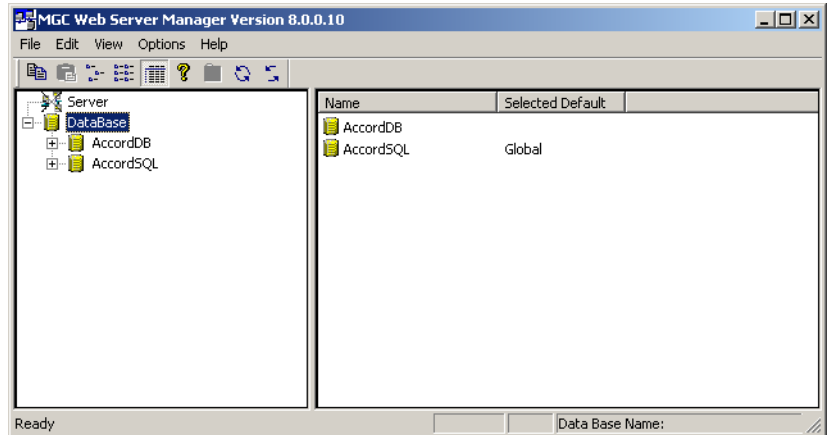 MGC Web Server Manager Version 8.0.0.10
File Edit View Options Help
Server
DataBase
AccordDB
AccordSQL
Name Selected Default
AccordDB
AccordSQL Global
Ready Data Base Name: